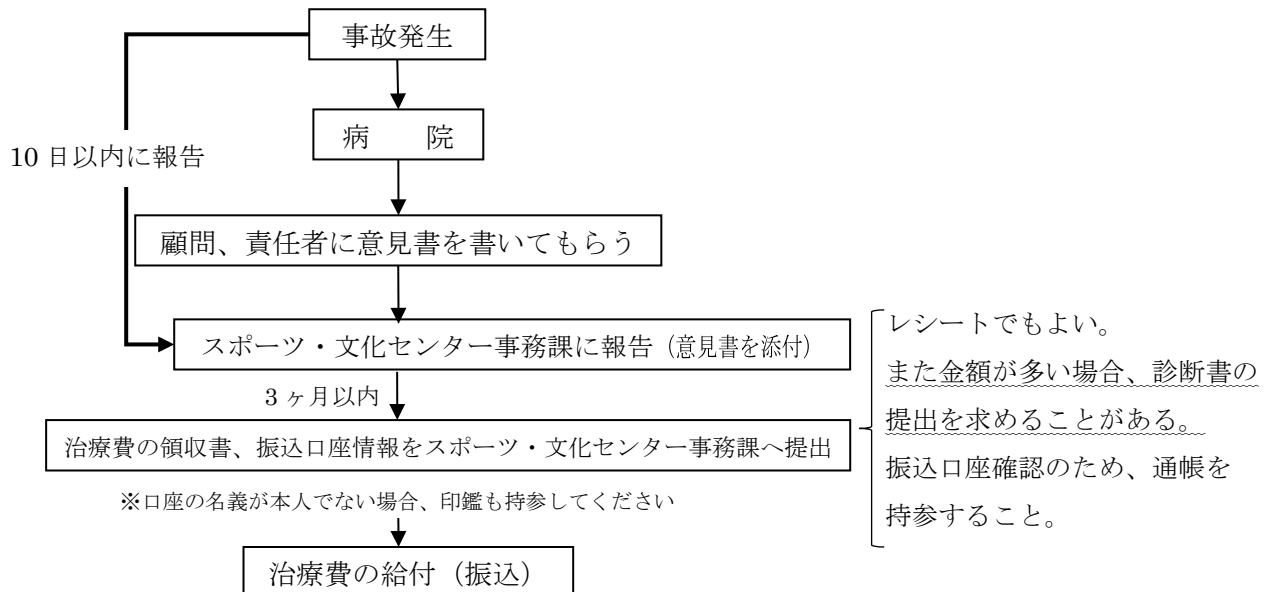 事故発生
病　　院
10 日以内に報告
顧問、責任者に意見書を書いてもらう
スポーツ・文化センター事務課に報告（意見書を添付）
3 ヶ月以内
治療費の領収書、振込口座情報をスポーツ・文化センター事務課へ提出
レシートでもよい。
また金額が多い場合、診断書の
提出を求めることがある。
振込口座確認のため、通帳を
持参すること。
※口座の名義が本人でない場合、印鑑も持参してください
治療費の給付（振込）